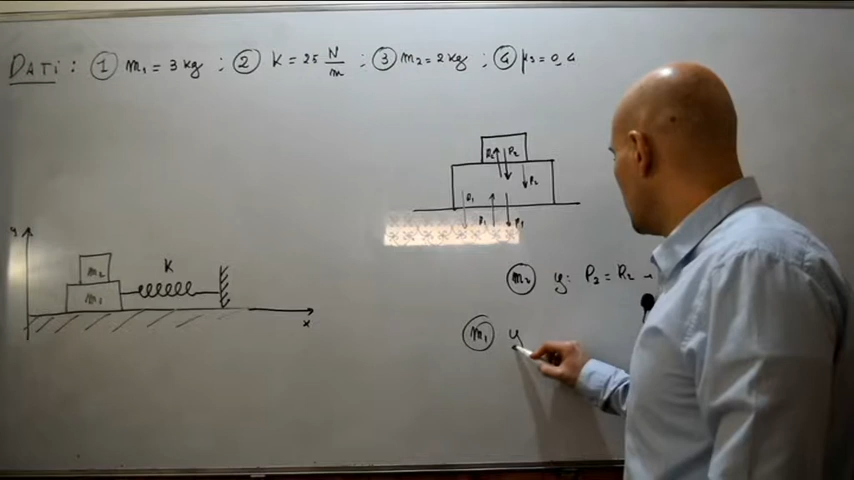 DATI : ① m₁ = 3 kg ; ② K = 25 N/m ; ③ m₂ = 2 kg ; ④ μs = 0,4
R₂ P₂
P₂
R₁
P₁
y
K
m₂
m₁
x
m₂ y: P₂ = R₂ →
m₁ y